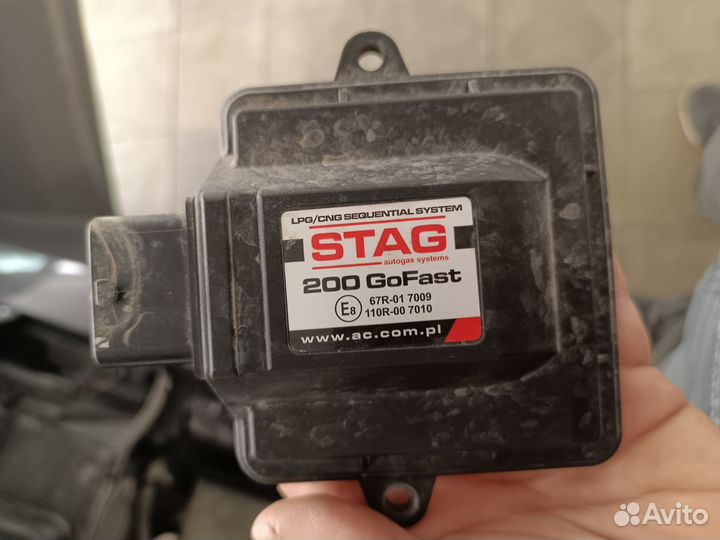 LPG/CNG SEQUENTIAL SYSTEM
STAG
autogas systems
200 GoFast
E8 67R-01 7009
110R-00 7010
www.ac.com.pl
Avito